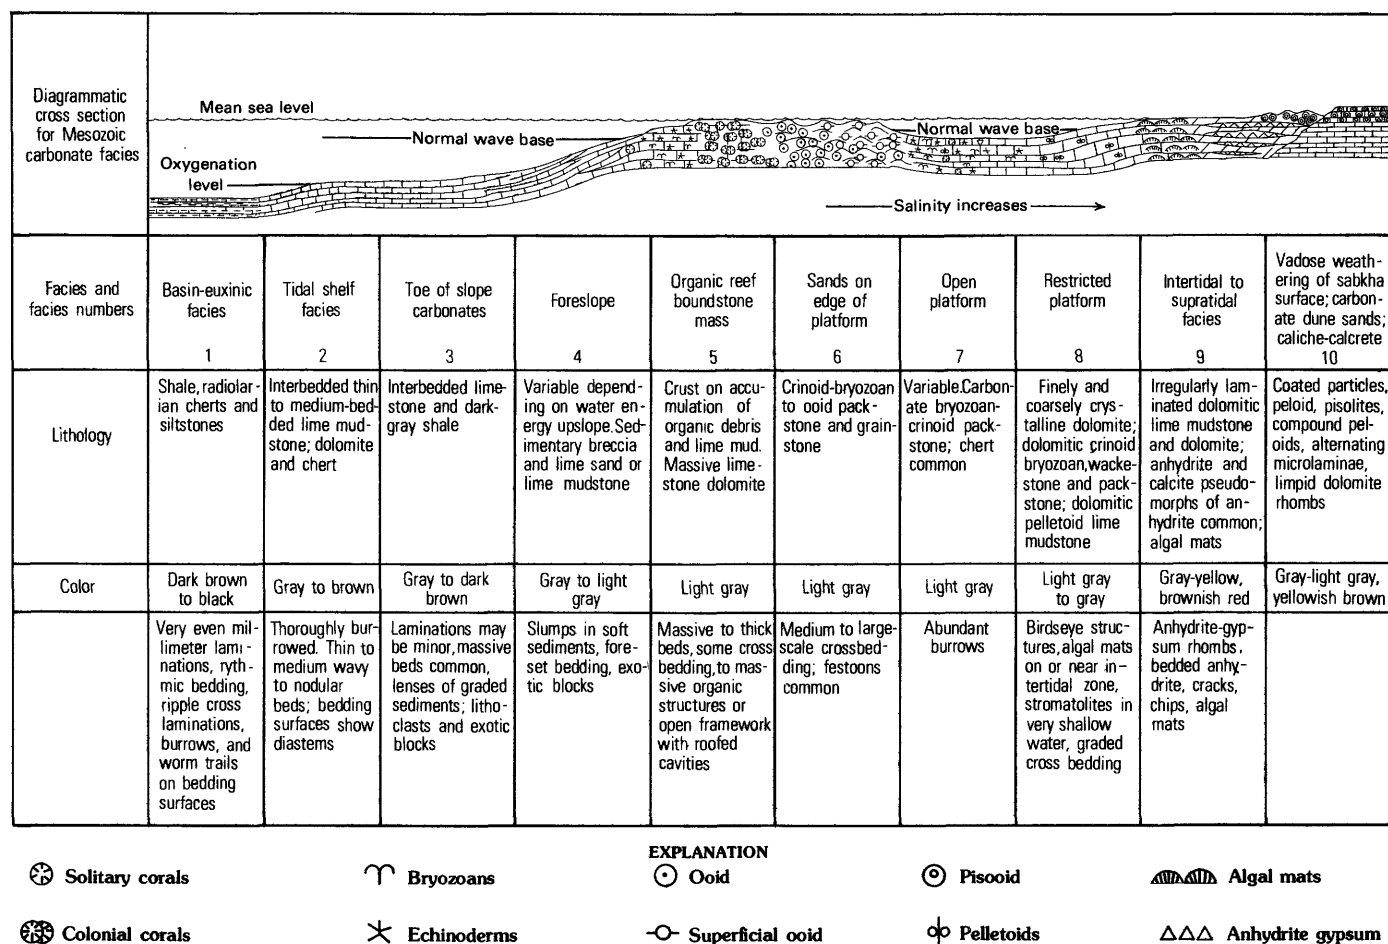 Diagrammatic
cross section
for Mesozoic
carbonate facies
Mean sea level
Normal wave base
Oxygenation
level
Normal wave base
Salinity increases
Facies and
facies numbers
Basin-euxinic
facies
1
Tidal shelf
facies
2
Toe of slope
carbonates
3
Foreslope
4
Organic reef
boundstone
mass
5
Sands on
edge of
platform
6
Open
platform
7
Restricted
platform
8
Intertidal to
supratidal
facies
9
Vadose weath-
ering of sabkha
surface; carbon-
ate dune sands;
caliche-calcrete
10
Lithology
Shale, radiolar-
ian cherts and
siltstones
Interbedded thin
to medium-bed-
ded lime mud-
stone; dolomite
and chert
Interbedded lime-
stone and dark-
gray shale
Variable depend-
ing on water en-
ergy upslope. Sed-
imentary breccia
and lime sand or
lime mudstone
Crust on accu-
mulation of
organic debris
and lime mud.
Massive lime-
stone dolomite
Crinoid-bryozoan
to ooid pack-
stone and grain-
stone
Variable. Carbon-
ate bryozoan-
crinoid pack-
stone; chert
common
Finely and
coarsely crys-
talline dolomite;
dolomitic crinoid
bryozoan, wacke-
stone and pack-
stone; dolomitic
pelletoid lime
mudstone
Irregularly lam-
inated dolomitic
lime mudstone
and dolomite;
anhydrite and
calcite pseudo-
morphs of an-
hydrite common;
algal mats
Coated particles,
peloid, pisolites,
compound pel-
oids, alternating
microlaminae,
limpid dolomite
rhombs
Color
Dark brown
to black
Gray to brown
Gray to dark
brown
Gray to light
gray
Light gray
Light gray
Light gray
Light gray
to gray
Gray-yellow,
brownish red
Gray-light gray,
yellowish brown
Very even mil-
limeter lami-
nations, ryth-
mic bedding,
ripple cross
laminations,
burrows, and
worm trails
on bedding
surfaces
Thoroughly bur-
rowed. Thin to
medium wavy
to nodular
beds; bedding
surfaces show
diastems
Laminations may
be minor, massive
beds common,
lenses of graded
sediments; litho-
clasts and exotic
blocks
Slumps in soft
sediments, fore-
set bedding, exo-
tic blocks
Massive to thick
beds, some cross
bedding, to mas-
sive organic
structures or
open framework
with roofed
cavities
Medium to large-
scale crossbed-
ding; festoons
common
Abundant
burrows
Birdseye struc-
tures, algal mats
on or near in-
tertidal zone,
stromatolites in
very shallow
water, graded
cross bedding
Anhydrite-gyp-
sum rhombs,
bedded anhy-
drite, cracks,
chips, algal
mats
EXPLANATION
Solitary corals
Bryozoans
Ooid
Pisooid
Algal mats
Colonial corals
Echinoderms
Superficial ooid
Pelletoids
Anhydrite gypsum